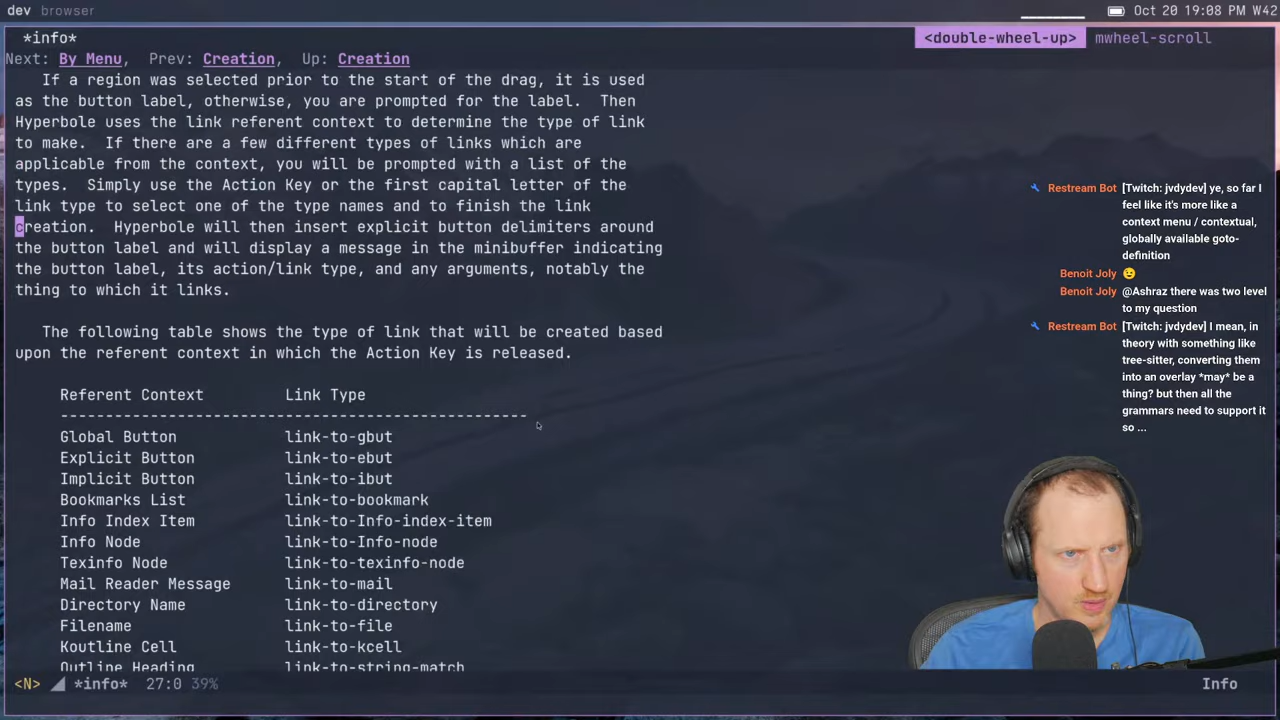 dev browser
Oct 20 19:08 PM W42
*info*
<double-wheel-up> mwheel-scroll
Next: By Menu, Prev: Creation, Up: Creation
If a region was selected prior to the start of the drag, it is used
as the button label, otherwise, you are prompted for the label. Then
Hyperbole uses the link referent context to determine the type of link
to make. If there are a few different types of links which are
applicable from the context, you will be prompted with a list of the
types. Simply use the Action Key or the first capital letter of the
link type to select one of the type names and to finish the link
creation. Hyperbole will then insert explicit button delimiters around
the button label and will display a message in the minibuffer indicating
the button label, its action/link type, and any arguments, notably the
thing to which it links.
The following table shows the type of link that will be created based
upon the referent context in which the Action Key is released.
Referent Context Link Type
----------------------------------------------------
Global Button link-to-gbut
Explicit Button link-to-ebut
Implicit Button link-to-ibut
Bookmarks List link-to-bookmark
Info Index Item link-to-Info-index-item
Info Node link-to-Info-node
Texinfo Node link-to-texinfo-node
Mail Reader Message link-to-mail
Directory Name link-to-directory
Filename link-to-file
Koutline Cell link-to-kcell
Outline Heading link-to-string-match
<N> *info* 27:0 39%
Info
Restream Bot [Twitch: jvdydev] ye, so far I
feel like it's more like a
context menu / contextual,
globally available goto-
definition
Benoit Joly 😉
Benoit Joly @Ashraz there was two level
to my question
Restream Bot [Twitch: jvdydev] I mean, in
theory with something like
tree-sitter, converting them
into an overlay *may* be a
thing? but then all the
grammars need to support it
so ...